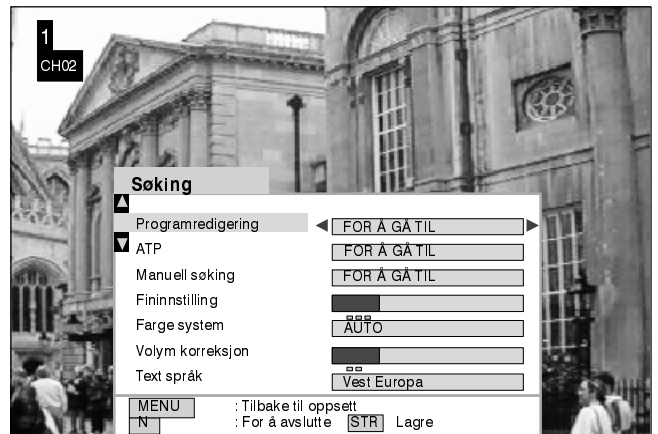 1
CH02
Søking
Programredigering FOR Å GÅ TIL
ATP FOR Å GÅ TIL
Manuell søking FOR Å GÅ TIL
Fininnstilling
Farge system AUTO
Volym korreksjon
Text språk Vest Europa
MENU : Tilbake til oppsett
N : For å avslutte STR Lagre